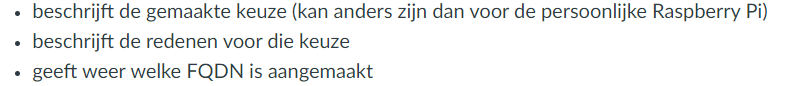 • beschrijft de gemaakte keuze (kan anders zijn dan voor de persoonlijke Raspberry Pi)
• beschrijft de redenen voor die keuze
• geeft weer welke FQDN is aangemaakt